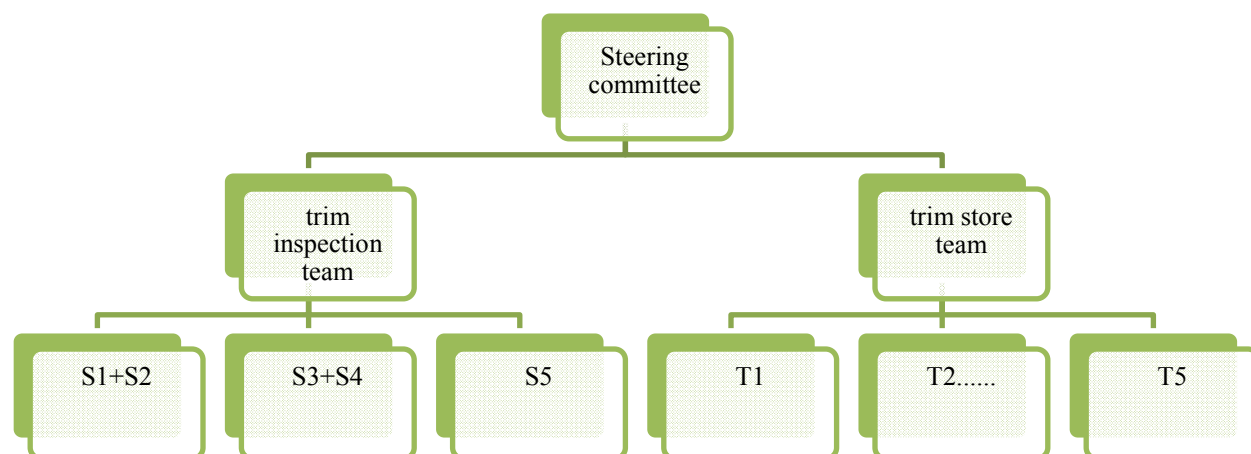 Steering
committee
trim
inspection
team
trim store
team
S1+S2
S3+S4
S5
T1
T2......
T5